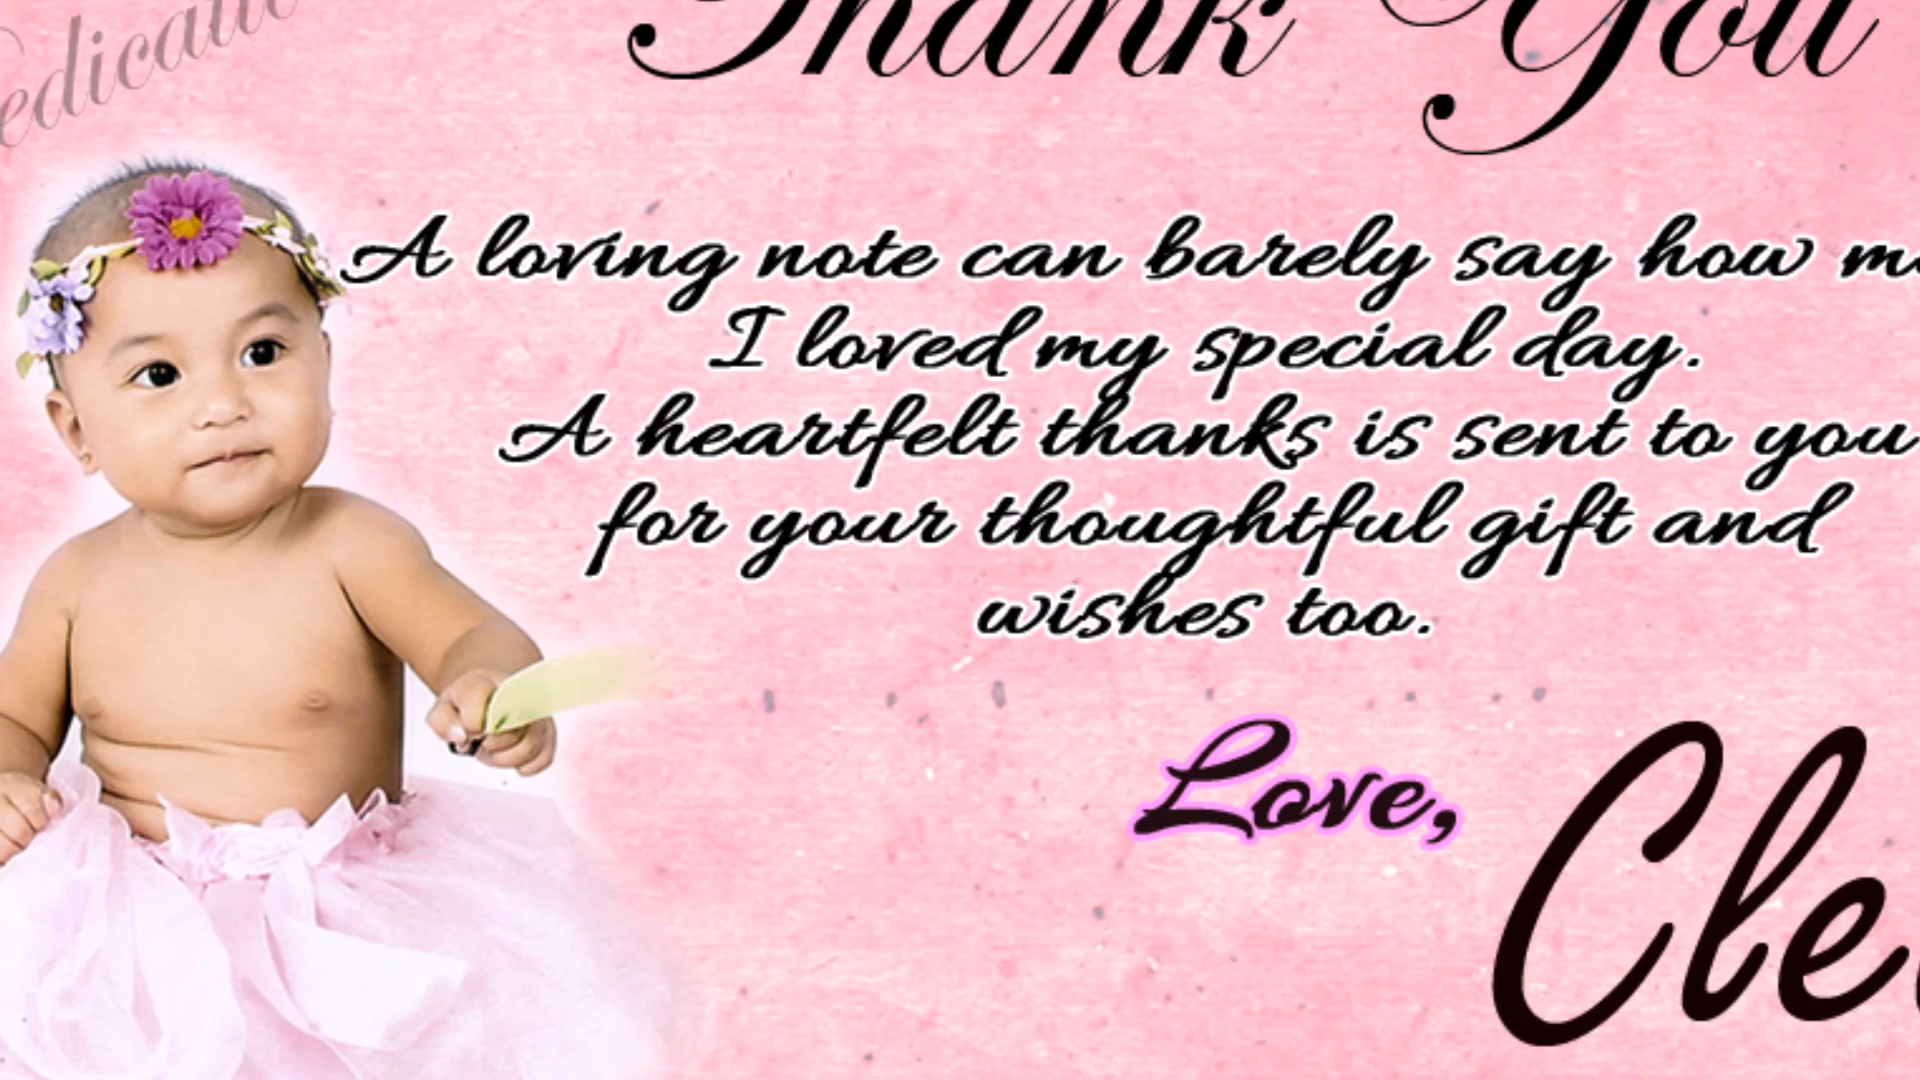 Thank You
A loving note can barely say how
I loved my special day.
A heartfelt thanks is sent to you
for your thoughtful gift and
wishes too.
Love,